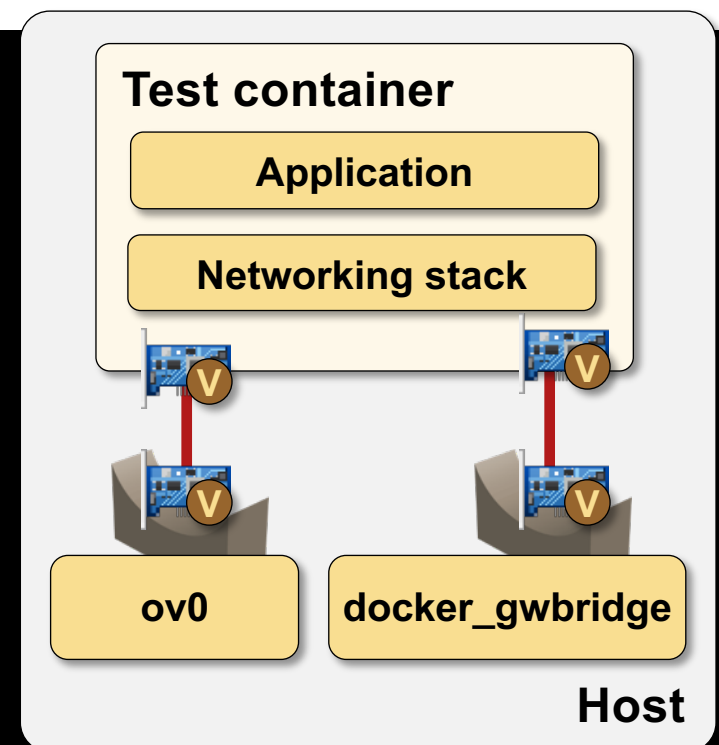 Test container
Application
Networking stack
V
V
V
V
ov0
docker_gwbridge
Host